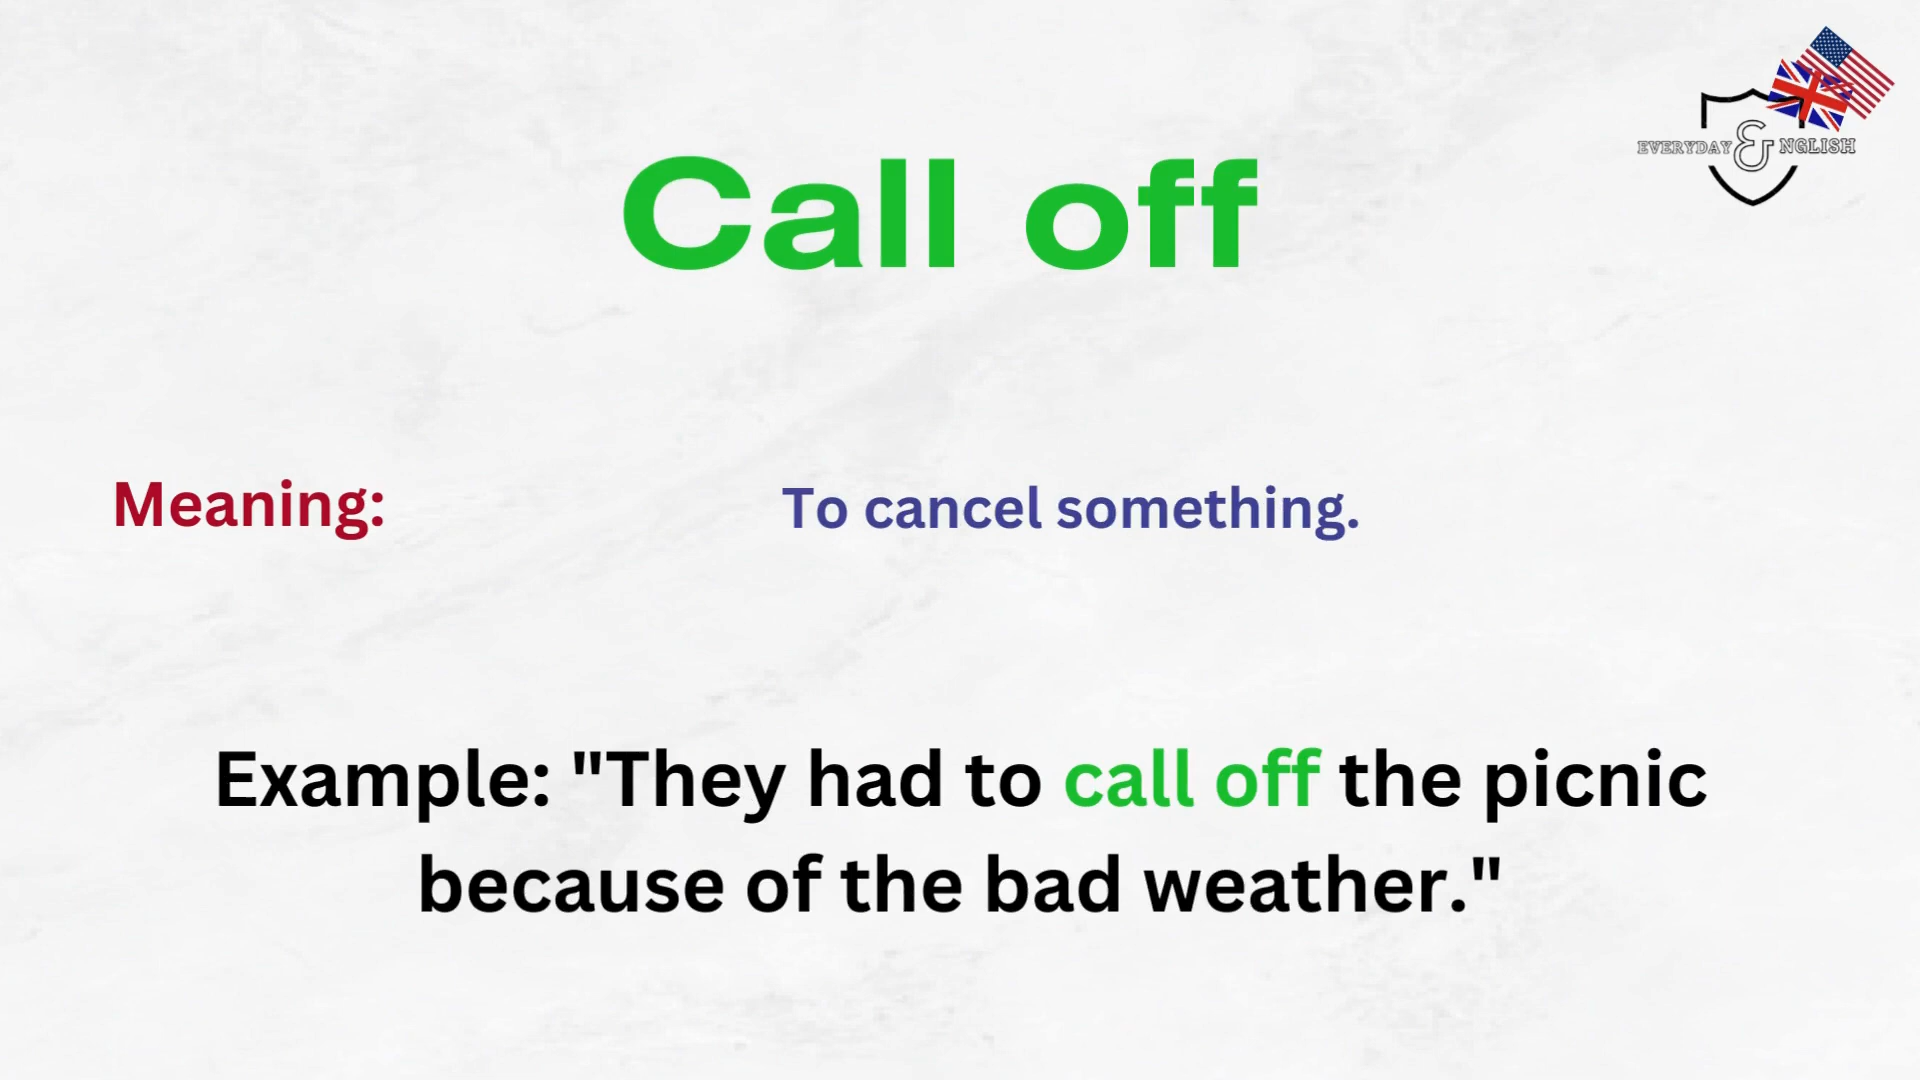 EVERYDAY & NGLISH
Call off
Meaning: To cancel something.
Example: "They had to call off the picnic
because of the bad weather."